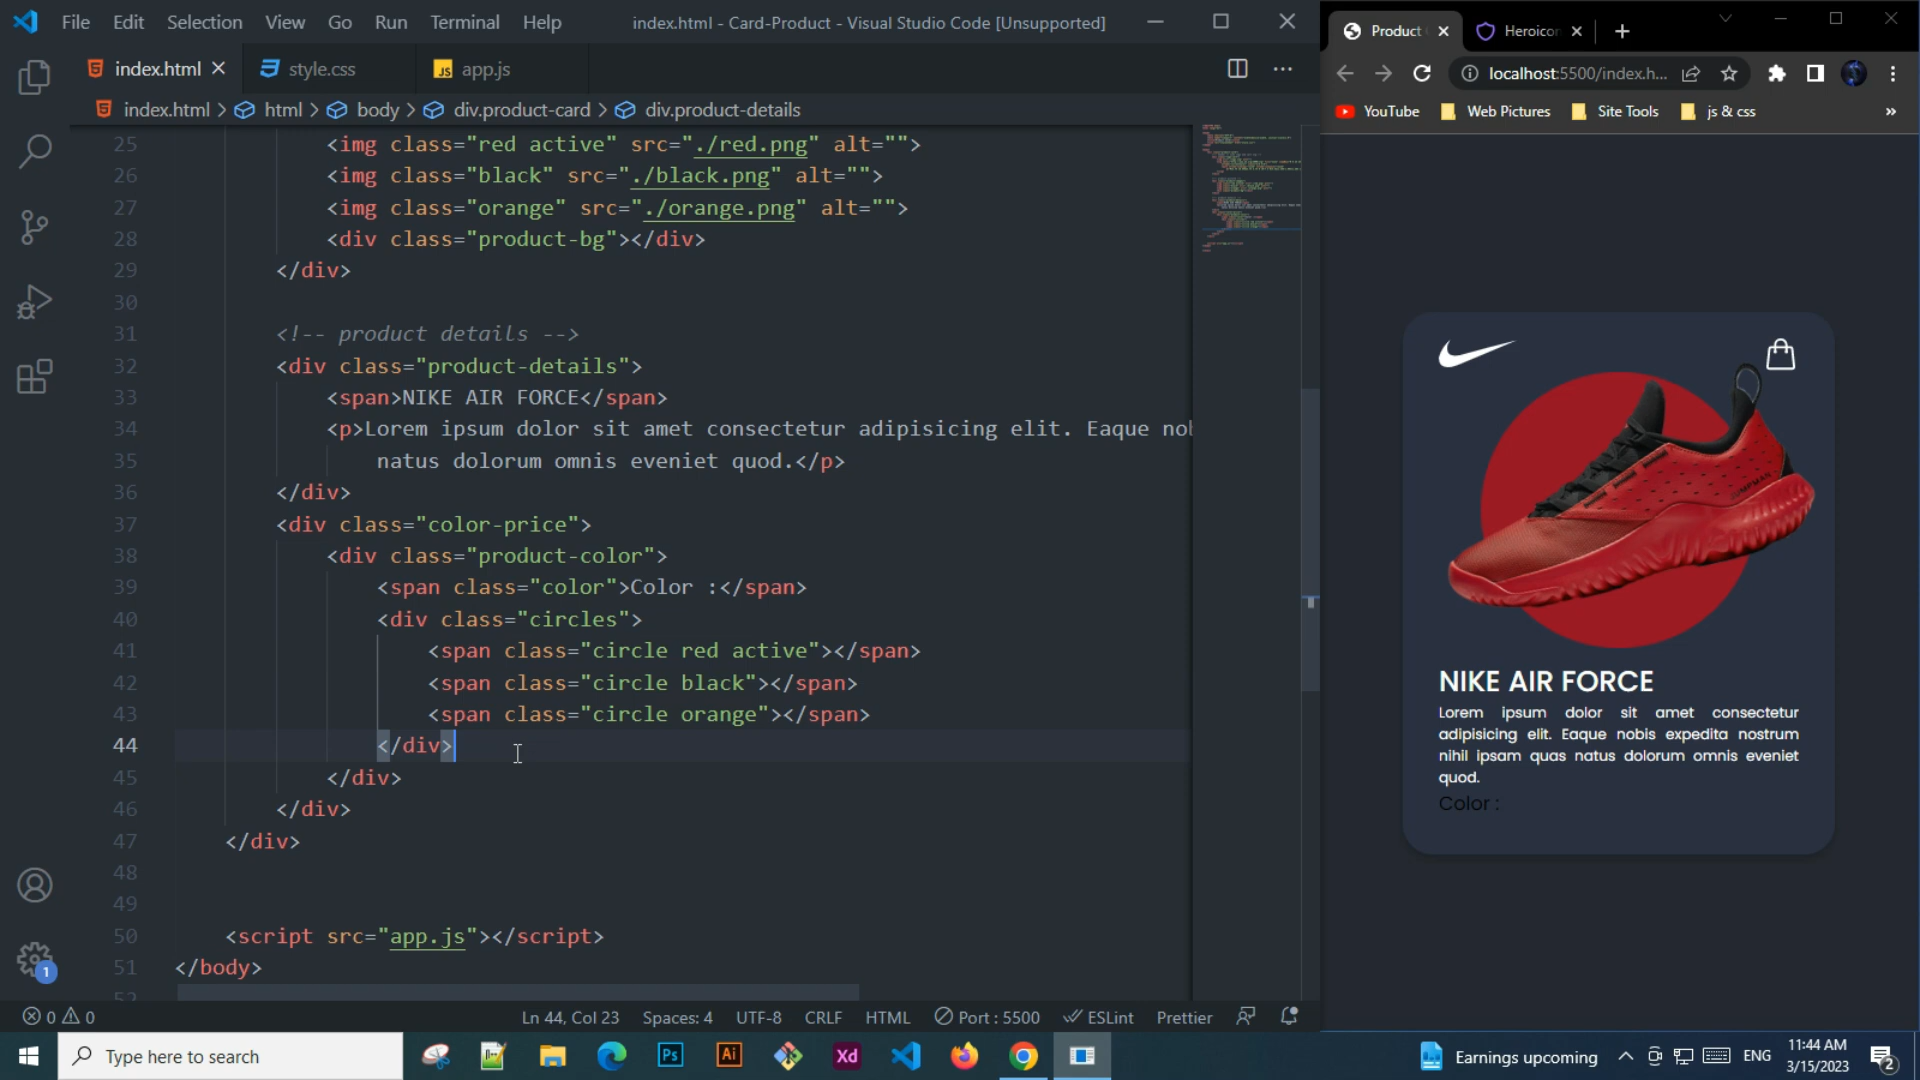 File Edit Selection View Go Run Terminal Help index.html - Card-Product - Visual Studio Code [Unsupported]
index.html style.css JS app.js
index.html > html > body > div.product-card > div.product-details
25 <img class="red active" src="./red.png" alt="">
26 <img class="black" src="./black.png" alt="">
27 <img class="orange" src="./orange.png" alt="">
28 <div class="product-bg"></div>
29 </div>
30
31 <!-- product details -->
32 <div class="product-details">
33 <span>NIKE AIR FORCE</span>
34 <p>Lorem ipsum dolor sit amet consectetur adipisicing elit. Eaque nob
35 natus dolorum omnis eveniet quod.</p>
36 </div>
37 <div class="color-price">
38 <div class="product-color">
39 <span class="color">Color :</span>
40 <div class="circles">
41 <span class="circle red active"></span>
42 <span class="circle black"></span>
43 <span class="circle orange"></span>
44 </div>
45 </div>
46 </div>
47 </div>
48
49
50 <script src="app.js"></script>
51 </body>
52
1
0 0
Ln 44, Col 23 Spaces: 4 UTF-8 CRLF HTML Port : 5500 ESLint Prettier
Product Heroicon
localhost:5500/index.h...
YouTube Web Pictures Site Tools js & css »
JUMPMAN
NIKE AIR FORCE
Lorem ipsum dolor sit amet consectetur
adipisicing elit. Eaque nobis expedita nostrum
nihil ipsam quas natus dolorum omnis eveniet
quod.
Color :
Type here to search
Ps Ai Xd
Earnings upcoming ENG
11:44 AM
3/15/2023
2